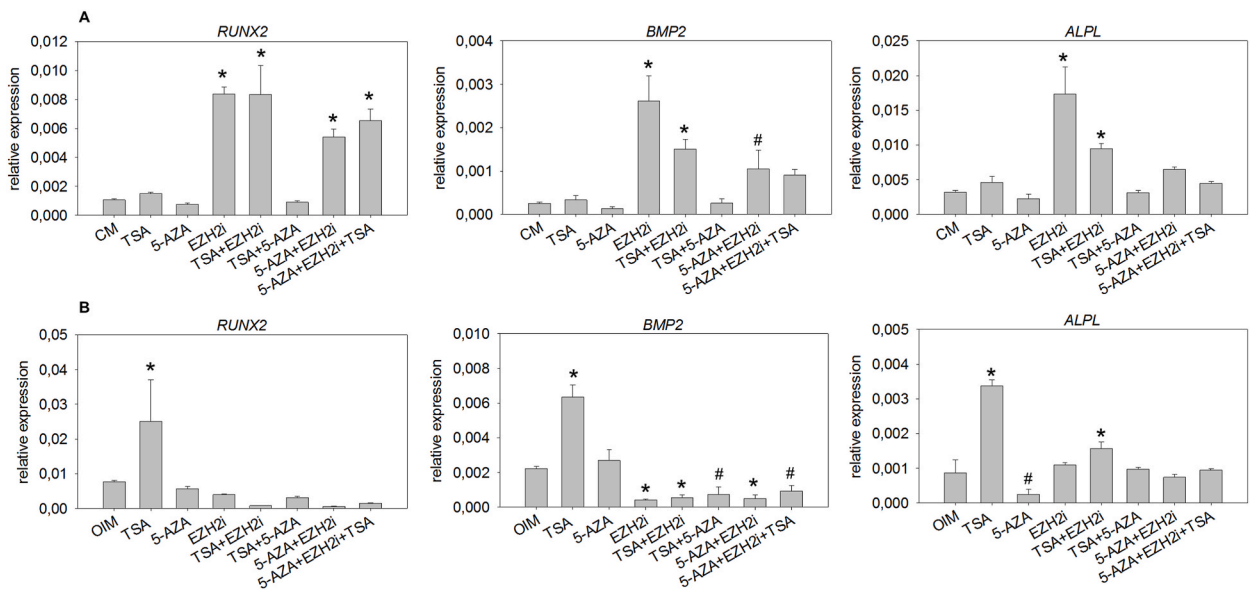 A
RUNX2
0,012
0,010
0,008
0,006
0,004
0,002
0,000
relative expression
* * * *
CM TSA 5-AZA EZH2i TSA+EZH2i TSA+5-AZA 5-AZA+EZH2i 5-AZA+EZH2i+TSA
BMP2
0,004
0,003
0,002
0,001
0,000
relative expression
* * #
CM TSA 5-AZA EZH2i TSA+EZH2i TSA+5-AZA 5-AZA+EZH2i 5-AZA+EZH2i+TSA
ALPL
0,025
0,020
0,015
0,010
0,005
0,000
relative expression
* *
CM TSA 5-AZA EZH2i TSA+EZH2i TSA+5-AZA 5-AZA+EZH2i 5-AZA+EZH2i+TSA
B
RUNX2
0,05
0,04
0,03
0,02
0,01
0,00
relative expression
*
OIM TSA 5-AZA EZH2i TSA+EZH2i TSA+5-AZA 5-AZA+EZH2i 5-AZA+EZH2i+TSA
BMP2
0,010
0,008
0,006
0,004
0,002
0,000
relative expression
* * * # * #
OIM TSA 5-AZA EZH2i TSA+EZH2i TSA+5-AZA 5-AZA+EZH2i 5-AZA+EZH2i+TSA
ALPL
0,005
0,004
0,003
0,002
0,001
0,000
relative expression
* # *
OIM TSA 5-AZA EZH2i TSA+EZH2i TSA+5-AZA 5-AZA+EZH2i 5-AZA+EZH2i+TSA